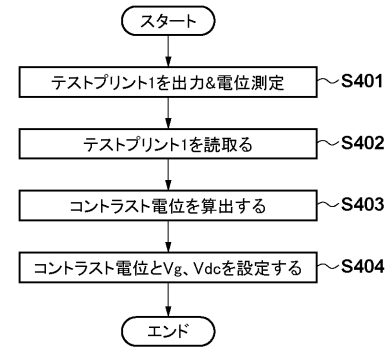 スタート
テストプリント1を出力&電位測定 S401
テストプリント1を読取る S402
コントラスト電位を算出する S403
コントラスト電位とVg、Vdcを設定する S404
エンド